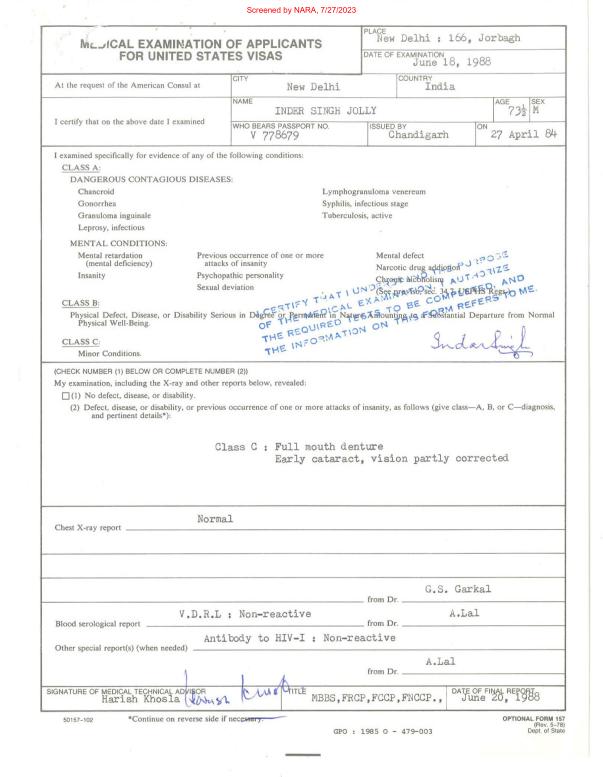 Screened by NARA, 7/27/2023
MEDICAL EXAMINATION OF APPLICANTS
FOR UNITED STATES VISAS
PLACE
New Delhi : 166, Jorbagh
DATE OF EXAMINATION
June 18, 1988
At the request of the American Consul at
CITY
New Delhi
COUNTRY
India
I certify that on the above date I examined
NAME
INDER SINGH JOLLY
AGE
73½
SEX
M
WHO BEARS PASSPORT NO.
V 778679
ISSUED BY
Chandigarh
ON
27 April 84
I examined specifically for evidence of any of the following conditions:
CLASS A:
DANGEROUS CONTAGIOUS DISEASES:
Chancroid
Gonorrhea
Granuloma inguinale
Leprosy, infectious
Lymphogranuloma venereum
Syphilis, infectious stage
Tuberculosis, active
MENTAL CONDITIONS:
Mental retardation
(mental deficiency)
Insanity
Previous occurrence of one or more
attacks of insanity
Psychopathic personality
Sexual deviation
Mental defect
Narcotic drug addiction
Chronic alcoholism
(See proviso, sec. 34.7 USPHS Regs.)
I CERTIFY THAT I UNDERSTAND THE PURPOSE
OF THE MEDICAL EXAMINATION, I AUTHORIZE
THE REQUIRED TESTS TO BE COMPLETED, AND
THE INFORMATION ON THIS FORM REFERS TO ME.
Indar Singh
CLASS B:
Physical Defect, Disease, or Disability Serious in Degree or Permanent in Nature Amounting to a Substantial Departure from Normal
Physical Well-Being.
CLASS C:
Minor Conditions.
(CHECK NUMBER (1) BELOW OR COMPLETE NUMBER (2))
My examination, including the X-ray and other reports below, revealed:
(1) No defect, disease, or disability.
(2) Defect, disease, or disability, or previous occurrence of one or more attacks of insanity, as follows (give class—A, B, or C—diagnosis,
and pertinent details*):
Class C : Full mouth denture
Early cataract, vision partly corrected
Chest X-ray report
Normal
from Dr.
G.S. Garkal
Blood serological report
V.D.R.L : Non-reactive
from Dr.
A.Lal
Other special report(s) (when needed)
Antibody to HIV-I : Non-reactive
from Dr.
A.Lal
SIGNATURE OF MEDICAL TECHNICAL ADVISOR
Harish Khosla
TITLE
MBBS,FRCP,FCCP,FNCCP.,
DATE OF FINAL REPORT
June 20, 1988
50157-102
*Continue on reverse side if necessary.
OPTIONAL FORM 157
(Rev. 5-78)
Dept. of State
GPO : 1985 O - 479-003